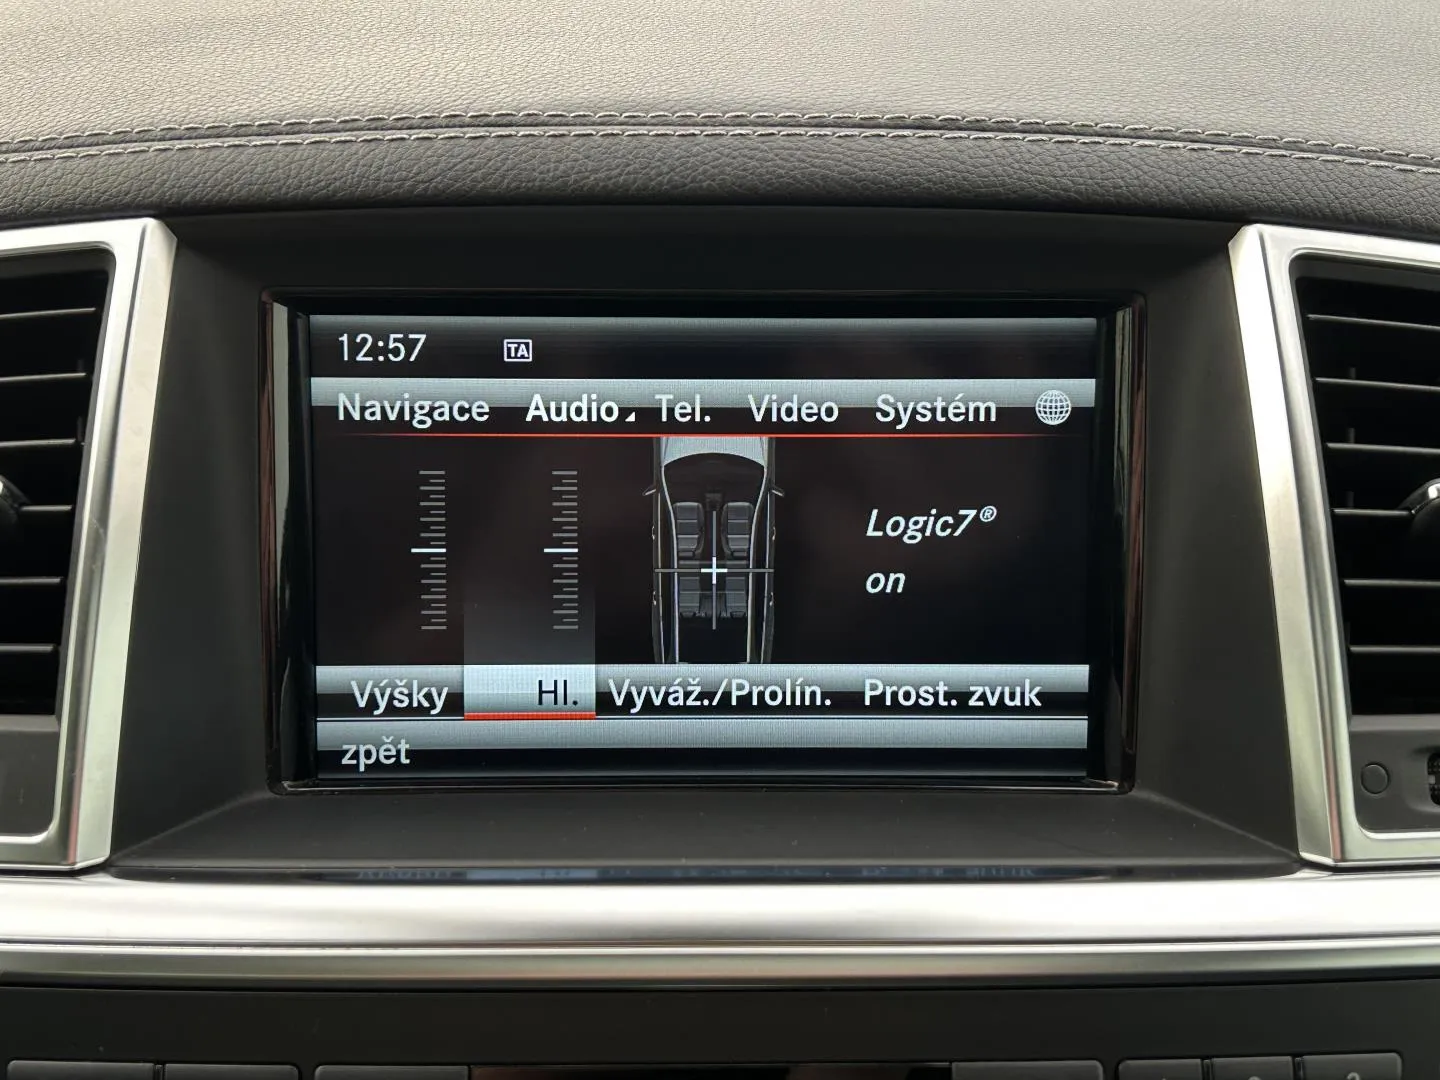 12:57 TA
Navigace Audio Tel. Video Systém
Logic7®
on
Výšky Hl. Vyváž./Prolín. Prost. zvuk
zpět